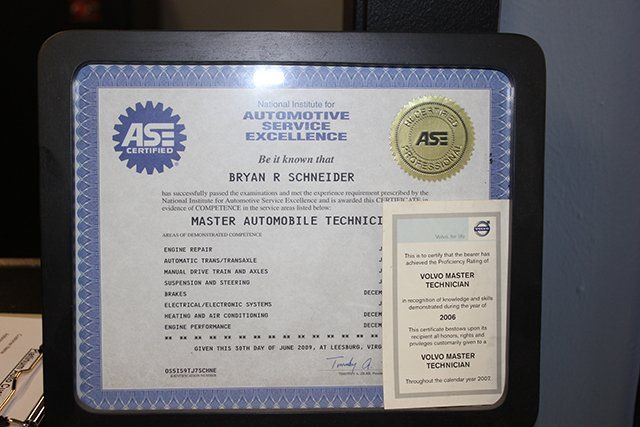 National Institute for
AUTOMOTIVE
SERVICE
EXCELLENCE
ASE
CERTIFIED
RECERTIFIED
ASE
PROFESSIONAL
Be it known that
BRYAN R SCHNEIDER
has successfully passed the examinations and met the experience requirement prescribed by the
National Institute for Automotive Service Excellence and is awarded this CERTIFICATE in
evidence of COMPETENCE in the service areas listed below:
MASTER AUTOMOBILE TECHNICI
AREAS OF DEMONSTRATED COMPETENCE
ENGINE REPAIR J
AUTOMATIC TRANS/TRANSAXLE J
MANUAL DRIVE TRAIN AND AXLES J
SUSPENSION AND STEERING J
BRAKES DECEM
ELECTRICAL/ELECTRONIC SYSTEMS J
HEATING AND AIR CONDITIONING DECEM
ENGINE PERFORMANCE DECEM
** ** ** ** ** ** ** ** ** ** ** ** ** ** **
GIVEN THIS 30TH DAY OF JUNE 2009, AT LEESBURG, VIRG
Timothy A
IDENTIFICATION NUMBER
VOLVO
Volvo. for life
This is to certify that the bearer has
achieved the Proficiency Rating of
VOLVO MASTER
TECHNICIAN
in recognition of knowledge and skills
demonstrated during the year of
2006
This certificate bestows upon its
recipient all honors, rights and
privileges customarily given to a
VOLVO MASTER
TECHNICIAN
Throughout the calendar year 2007.